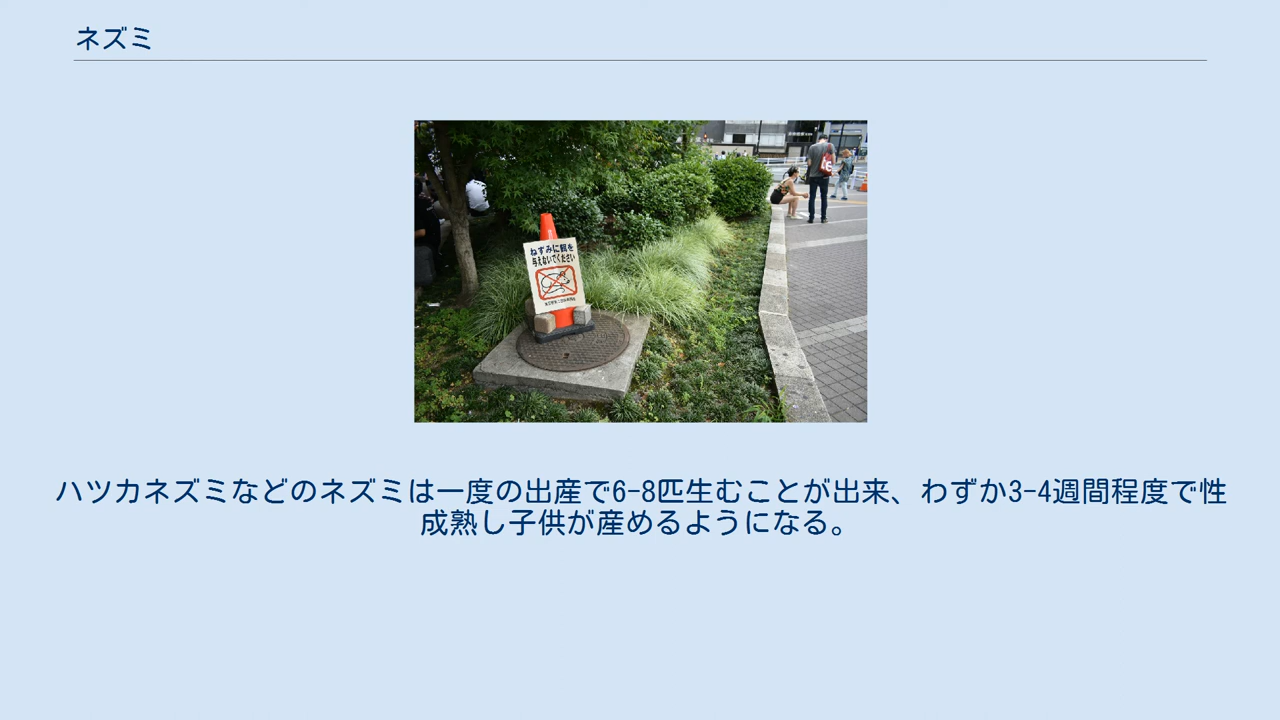 ネズミ
ねずみに餌を
与えないでください
ハツカネズミなどのネズミは一度の出産で6-8匹生むことが出来、わずか3-4週間程度で性
成熟し子供が産めるようになる。